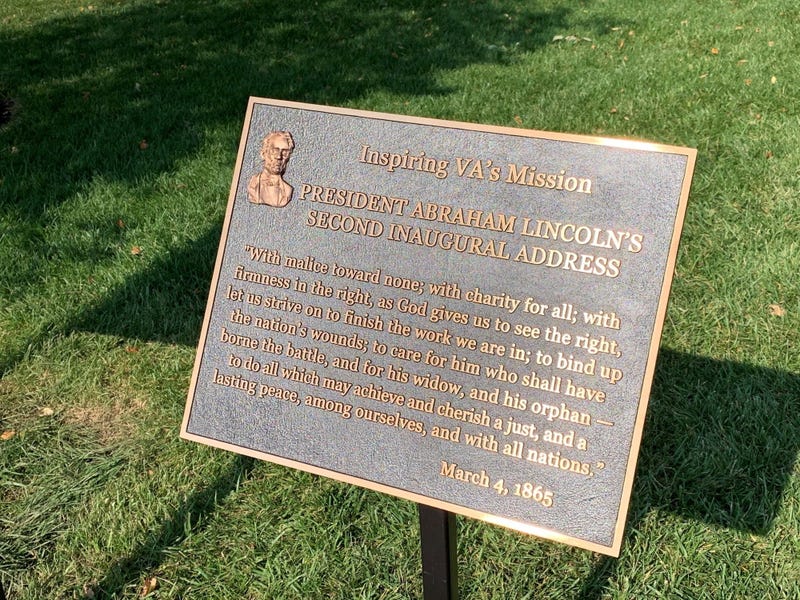 Inspiring VA's Mission
PRESIDENT ABRAHAM LINCOLN'S
SECOND INAUGURAL ADDRESS
"With malice toward none; with charity for all; with
firmness in the right, as God gives us to see the right,
let us strive on to finish the work we are in; to bind up
the nation's wounds; to care for him who shall have
borne the battle, and for his widow, and his orphan —
to do all which may achieve and cherish a just, and a
lasting peace, among ourselves, and with all nations."
March 4, 1865